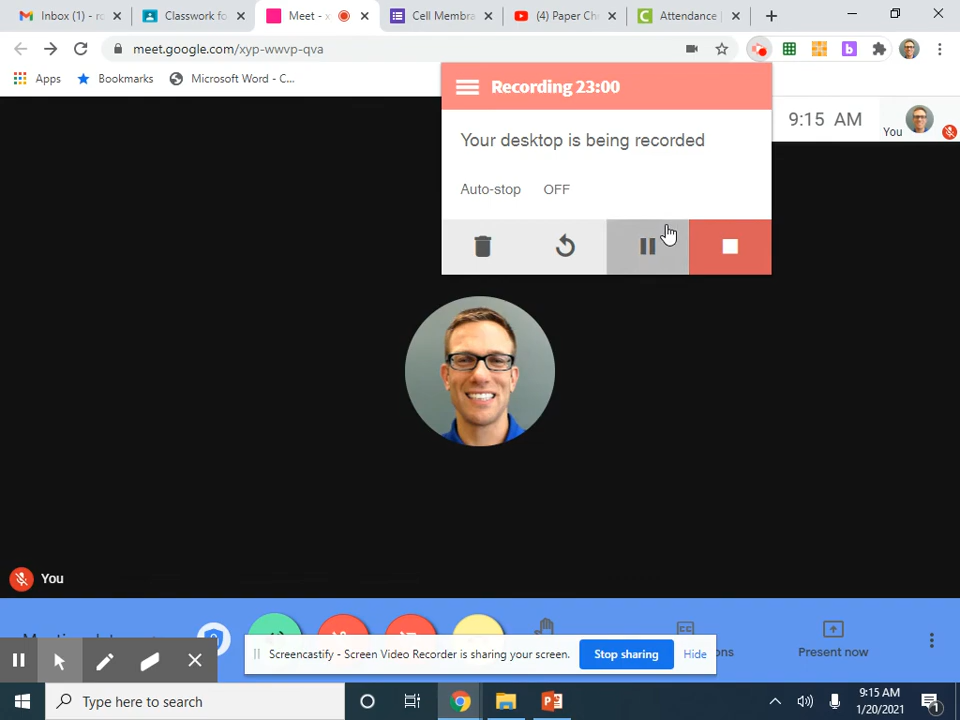 Inbox (1) - ro
Classwork fo
Meet - x
Cell Membra
(4) Paper Ch
Attendance
meet.google.com/xyp-wwvp-qva
Apps
Bookmarks
Microsoft Word - C...
Recording 23:00
Your desktop is being recorded
Auto-stop OFF
9:15 AM
You
You
Present now
Screencastify - Screen Video Recorder is sharing your screen.
Stop sharing
Hide
Type here to search
9:15 AM
1/20/2021
1